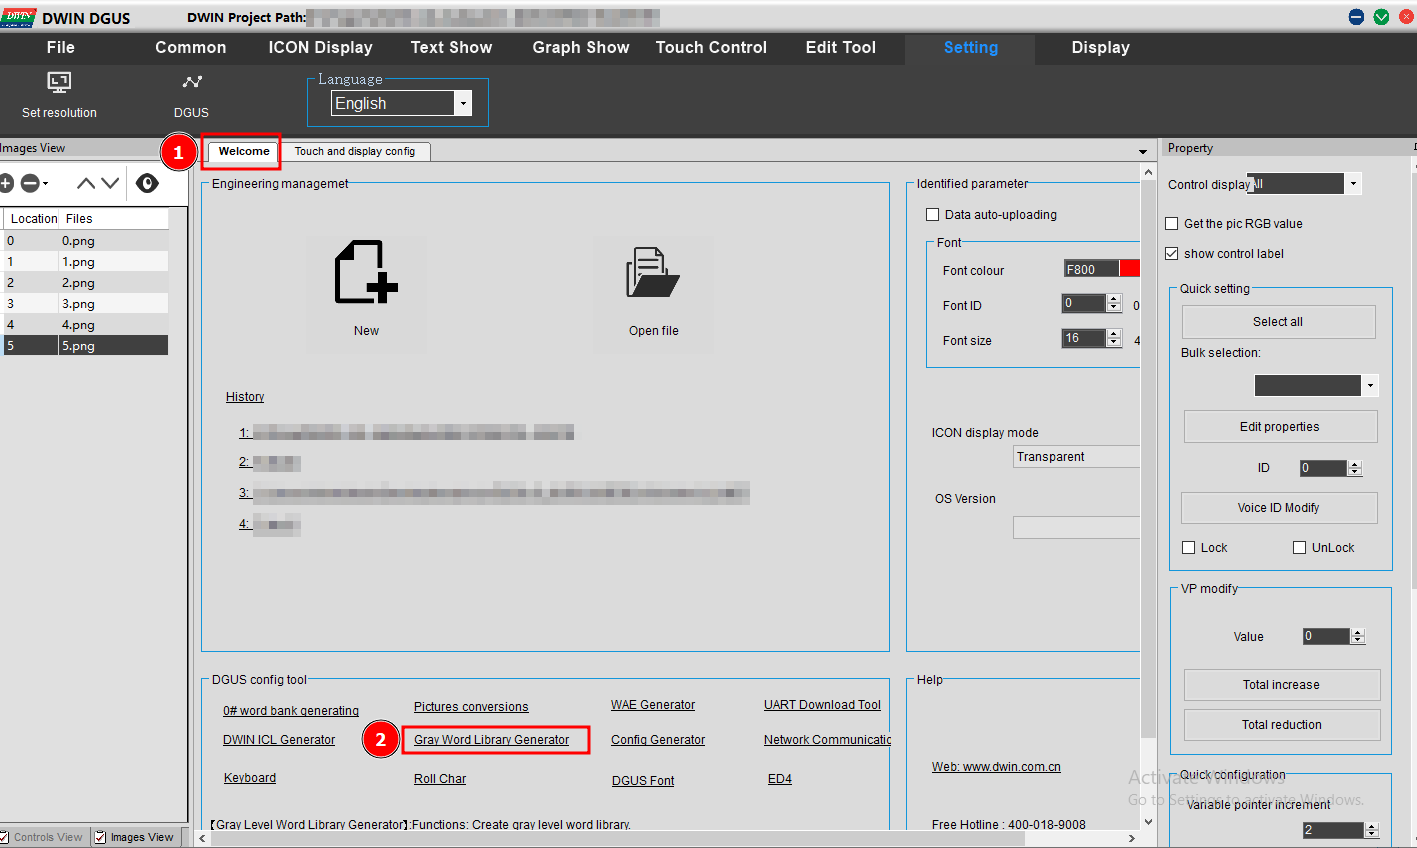 DWIN DWIN DGUS DWIN Project Path:
File Common ICON Display Text Show Graph Show Touch Control Edit Tool Setting Display
Set resolution DGUS Language English
Images View
1 Welcome Touch and display config
Property
Location Files
0 0.png
1 1.png
2 2.png
3 3.png
4 4.png
5 5.png
Controls View Images View
Engineering managemet
New Open file
History
1:
2:
3:
4:
Identified parameter
Data auto-uploading
Font
Font colour F800
Font ID 0 0
Font size 16 4
ICON display mode
Transparent
OS Version
DGUS config tool
0# word bank generating Pictures conversions WAE Generator UART Download Tool
DWIN ICL Generator 2 Gray Word Library Generator Config Generator Network Communicatio
Keyboard Roll Char DGUS Font ED4
【Gray Level Word Library Generator】:Functions: Create gray level word library.
Help
Web: www.dwin.com.cn
Free Hotline : 400-018-9008
Control display All
Get the pic RGB value
show control label
Quick setting
Select all
Bulk selection:
Edit properties
ID 0
Voice ID Modify
Lock UnLock
VP modify
Value 0
Total increase
Total reduction
Quick configuration
Variable pointer increment
2
Activate Windows
Go to Settings to activate Windows.